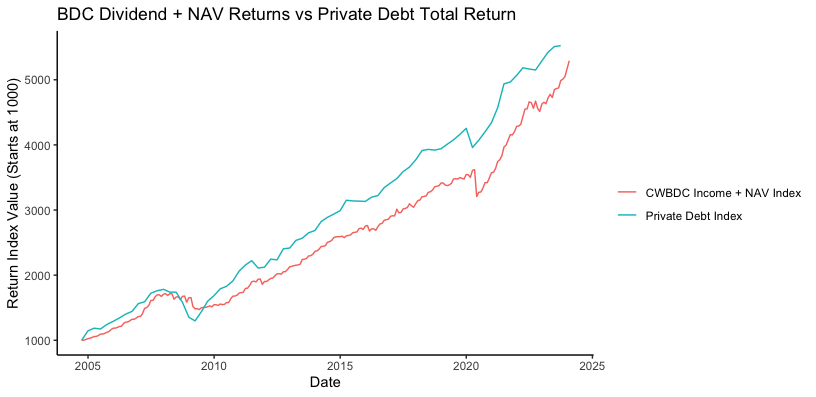 BDC Dividend + NAV Returns vs Private Debt Total Return
Return Index Value (Starts at 1000)
5000
4000
3000
2000
1000
2005
2010
2015
2020
2025
Date
CWBDC Income + NAV Index
Private Debt Index